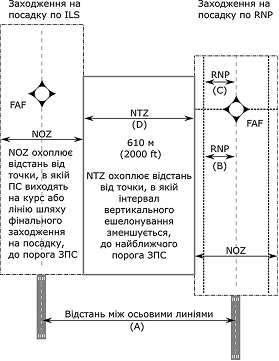 Заходження на
посадку по ILS
Заходження на
посадку по RNP
FAF
NOZ
NOZ охоплює
відстань від
точки, в якій
ПС виходять
на курс або
лінію шляху
фінального
заходження
на посадку,
до порога ЗПС
NTZ
(D)
610 м
(2000 ft)
NTZ охоплює відстань
від точки, в якій
інтервал
вертикального
ешелонування
зменшується,
до найближчого
порога ЗПС
RNP
(C)
FAF
RNP
(B)
NOZ
Відстань між осьовими лініями
(A)